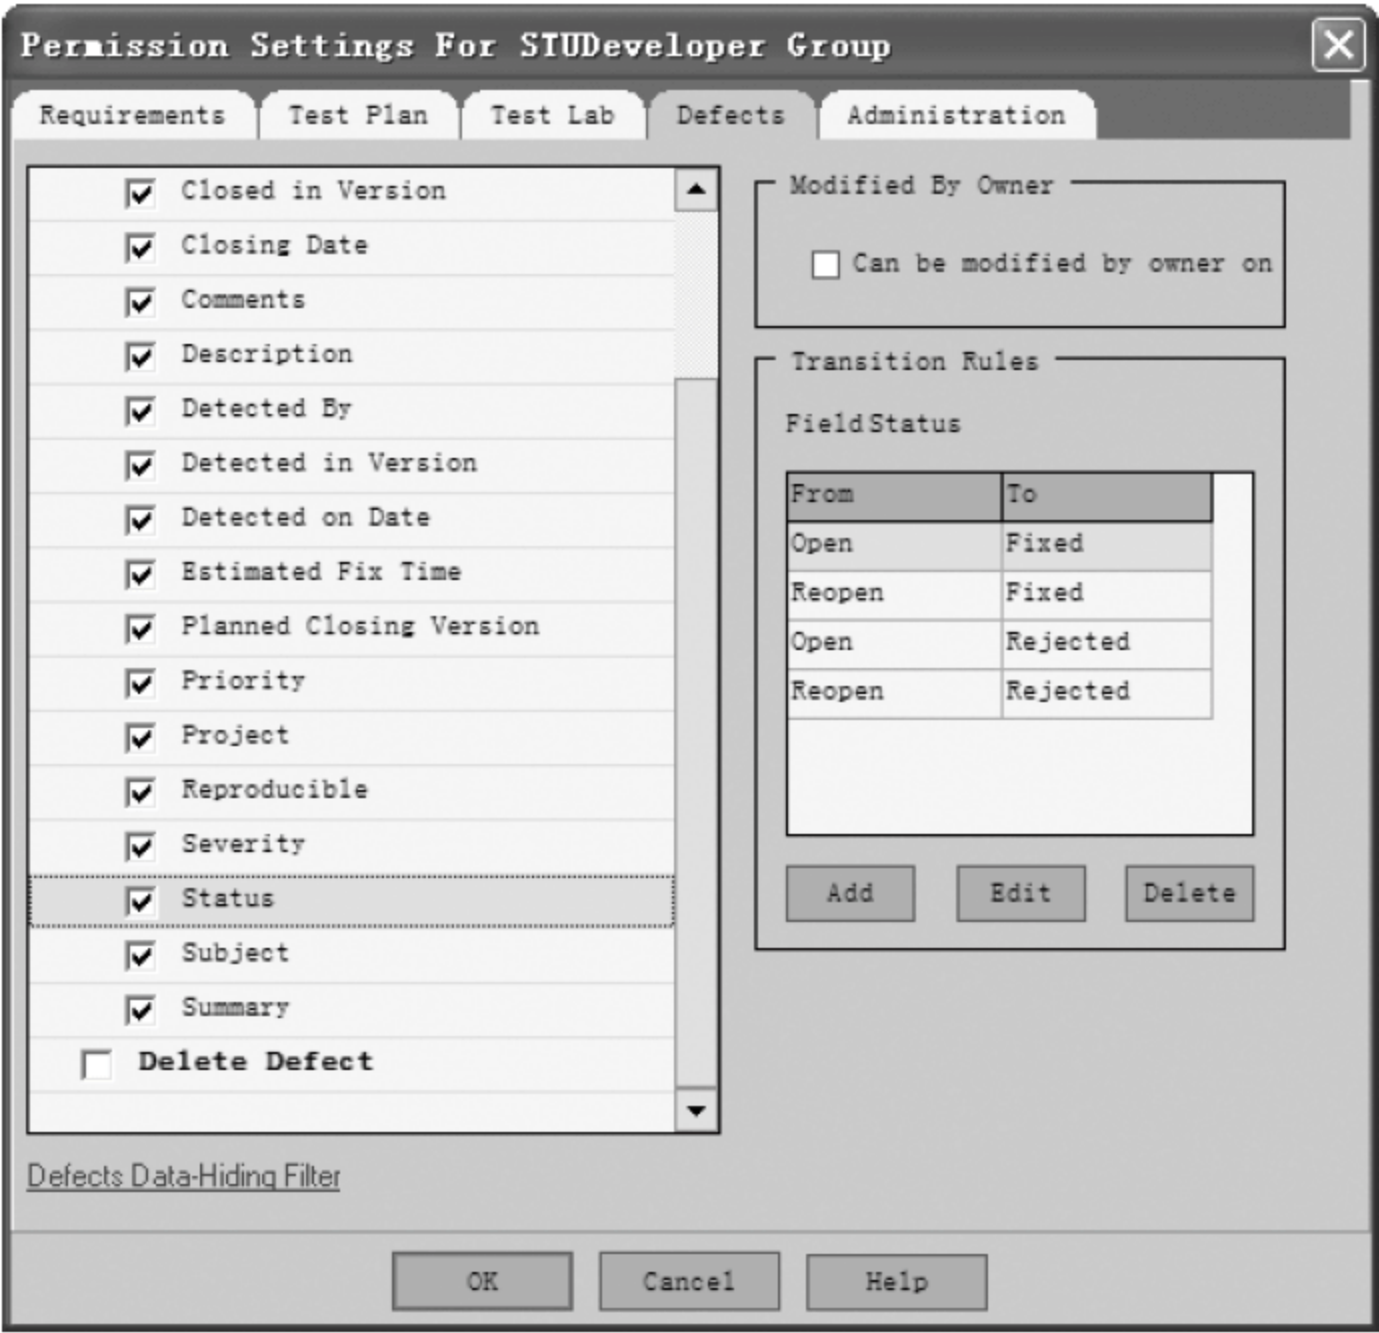 Permission Settings For STUDeveloper Group
Requirements
Test Plan
Test Lab
Defects
Administration
Closed in Version
Closing Date
Comments
Description
Detected By
Detected in Version
Detected on Date
Estimated Fix Time
Planned Closing Version
Priority
Project
Reproducible
Severity
Status
Subject
Summary
Delete Defect
Defects Data-Hiding Filter
Modified By Owner
Can be modified by owner on
Transition Rules
FieldStatus
From To
Open Fixed
Reopen Fixed
Open Rejected
Reopen Rejected
Add Edit Delete
OK Cancel Help